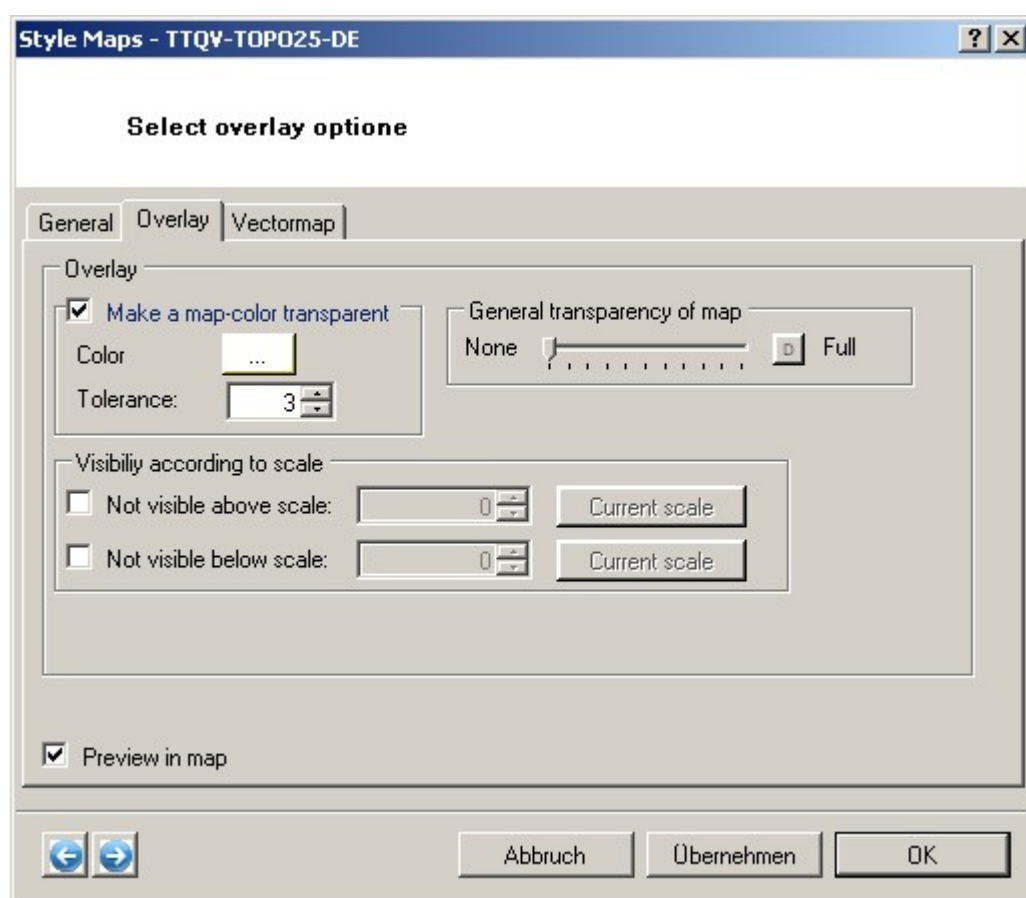 Style Maps - TTQV-TOPO25-DE
Select overlay optione
General Overlay Vectormap
Overlay
Make a map-color transparent
Color ...
Tolerance: 3
General transparency of map
None D Full
Visibiliy according to scale
Not visible above scale: 0 Current scale
Not visible below scale: 0 Current scale
Preview in map
Abbruch Übernehmen OK